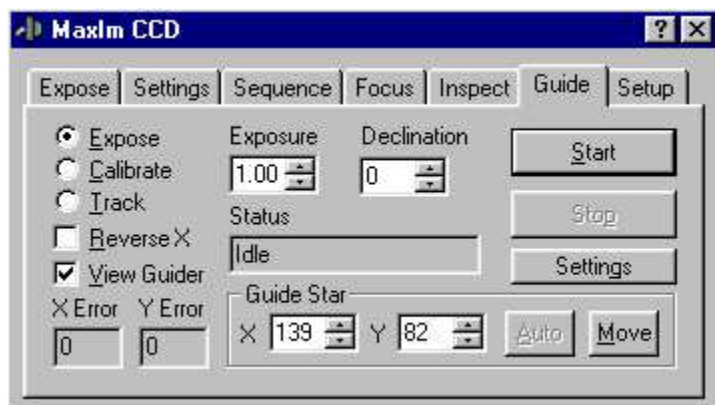 MaxIm CCD ? X
Expose Settings Sequence Focus Inspect Guide Setup
Expose Exposure Declination Start
Calibrate 1.00 0
Track Status Stop
Reverse X Idle
View Guider Settings
X Error Y Error Guide Star
0 0 X 139 Y 82 Auto Move